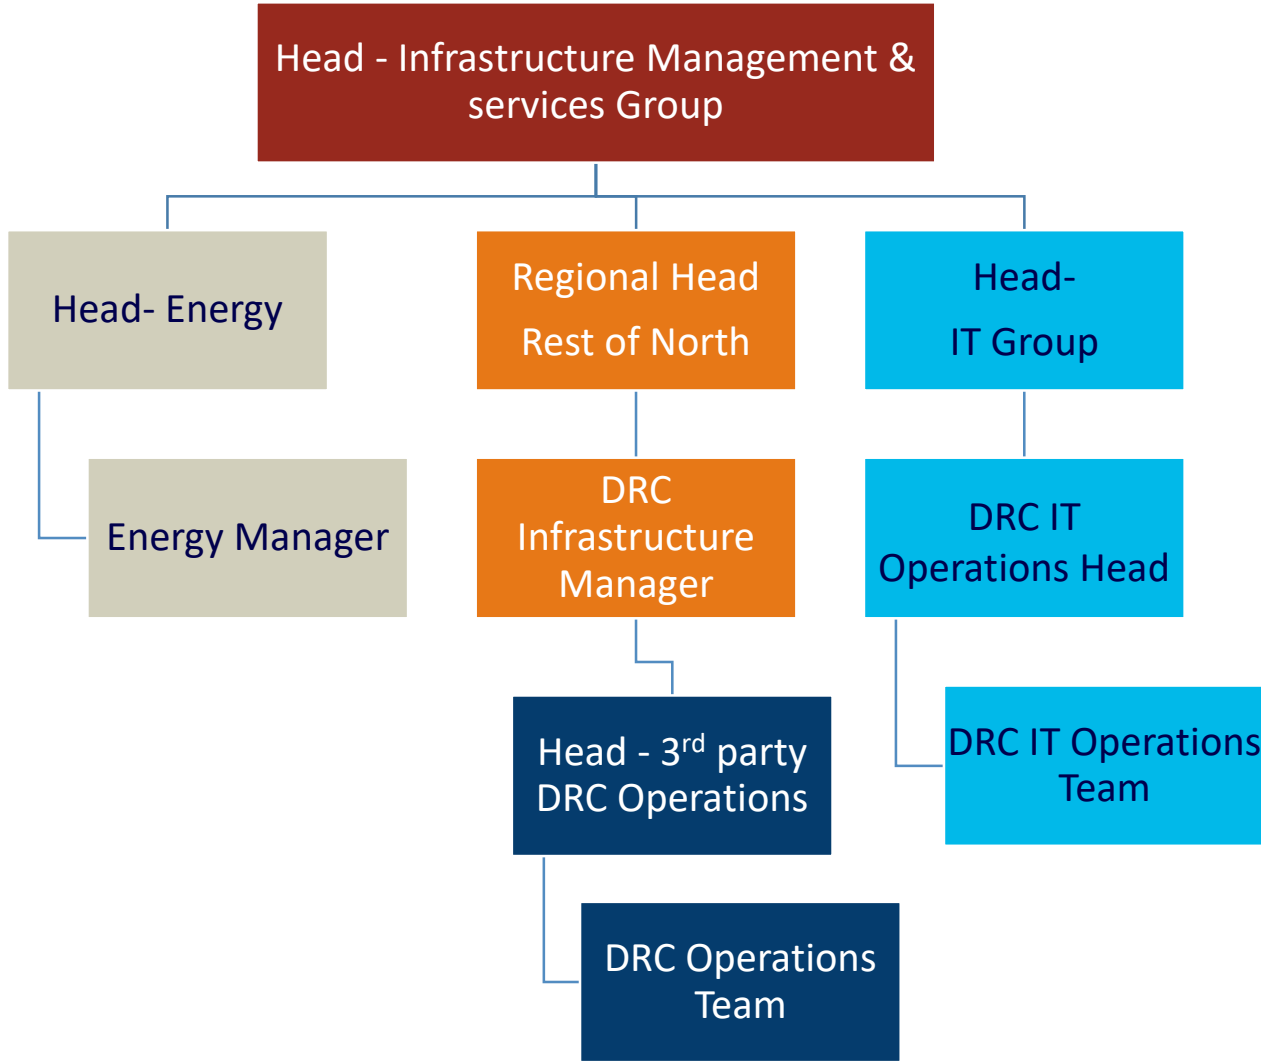 Head - Infrastructure Management &
services Group
Head- Energy
Regional Head
Rest of North
Head-
IT Group
Energy Manager
DRC
Infrastructure
Manager
DRC IT
Operations Head
Head - 3rd party
DRC Operations
DRC IT Operations
Team
DRC Operations
Team